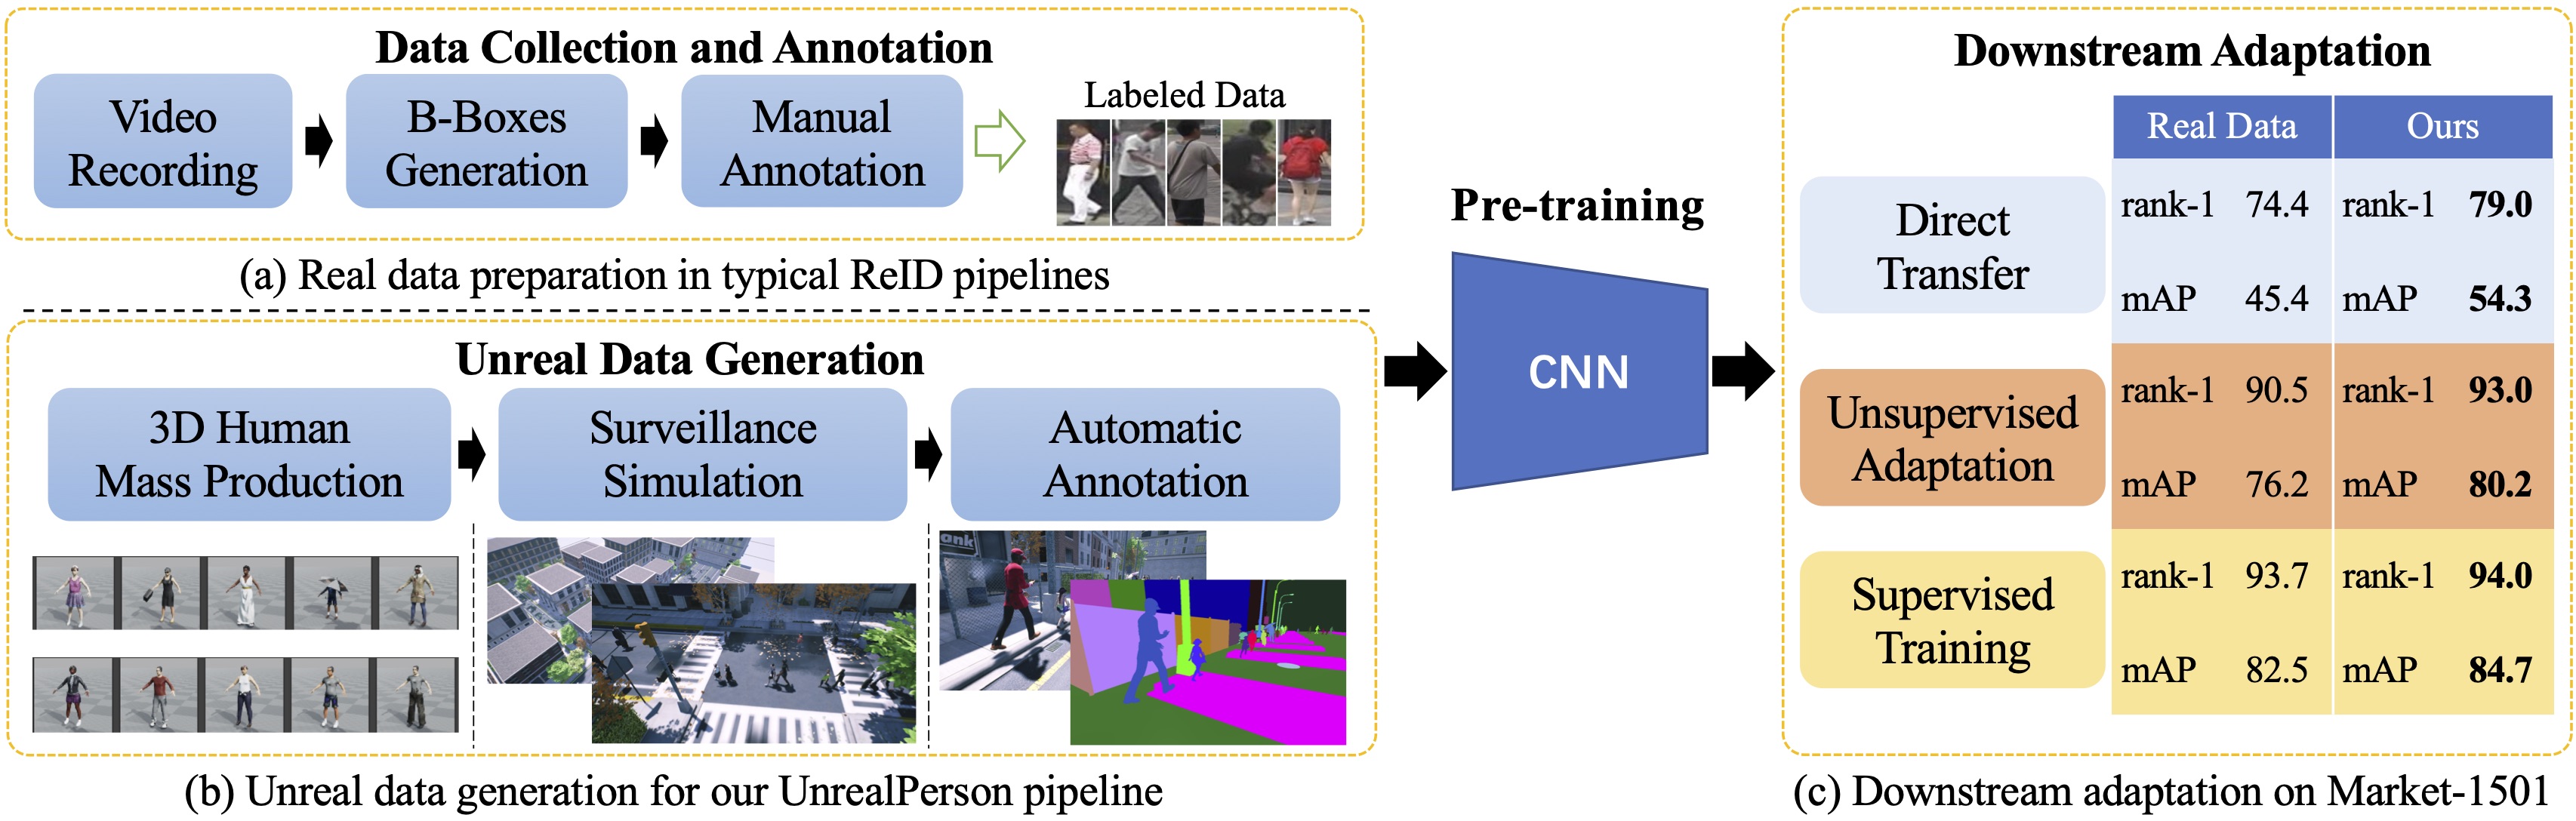 Data Collection and Annotation
Video
Recording
B-Boxes
Generation
Manual
Annotation
Labeled Data
(a) Real data preparation in typical ReID pipelines
Unreal Data Generation
3D Human
Mass Production
Surveillance
Simulation
Automatic
Annotation
onk
(b) Unreal data generation for our UnrealPerson pipeline
Pre-training
CNN
Downstream Adaptation
Real Data Ours
Direct
Transfer
rank-1 74.4 rank-1 79.0
mAP 45.4 mAP 54.3
Unsupervised
Adaptation
rank-1 90.5 rank-1 93.0
mAP 76.2 mAP 80.2
Supervised
Training
rank-1 93.7 rank-1 94.0
mAP 82.5 mAP 84.7
(c) Downstream adaptation on Market-1501